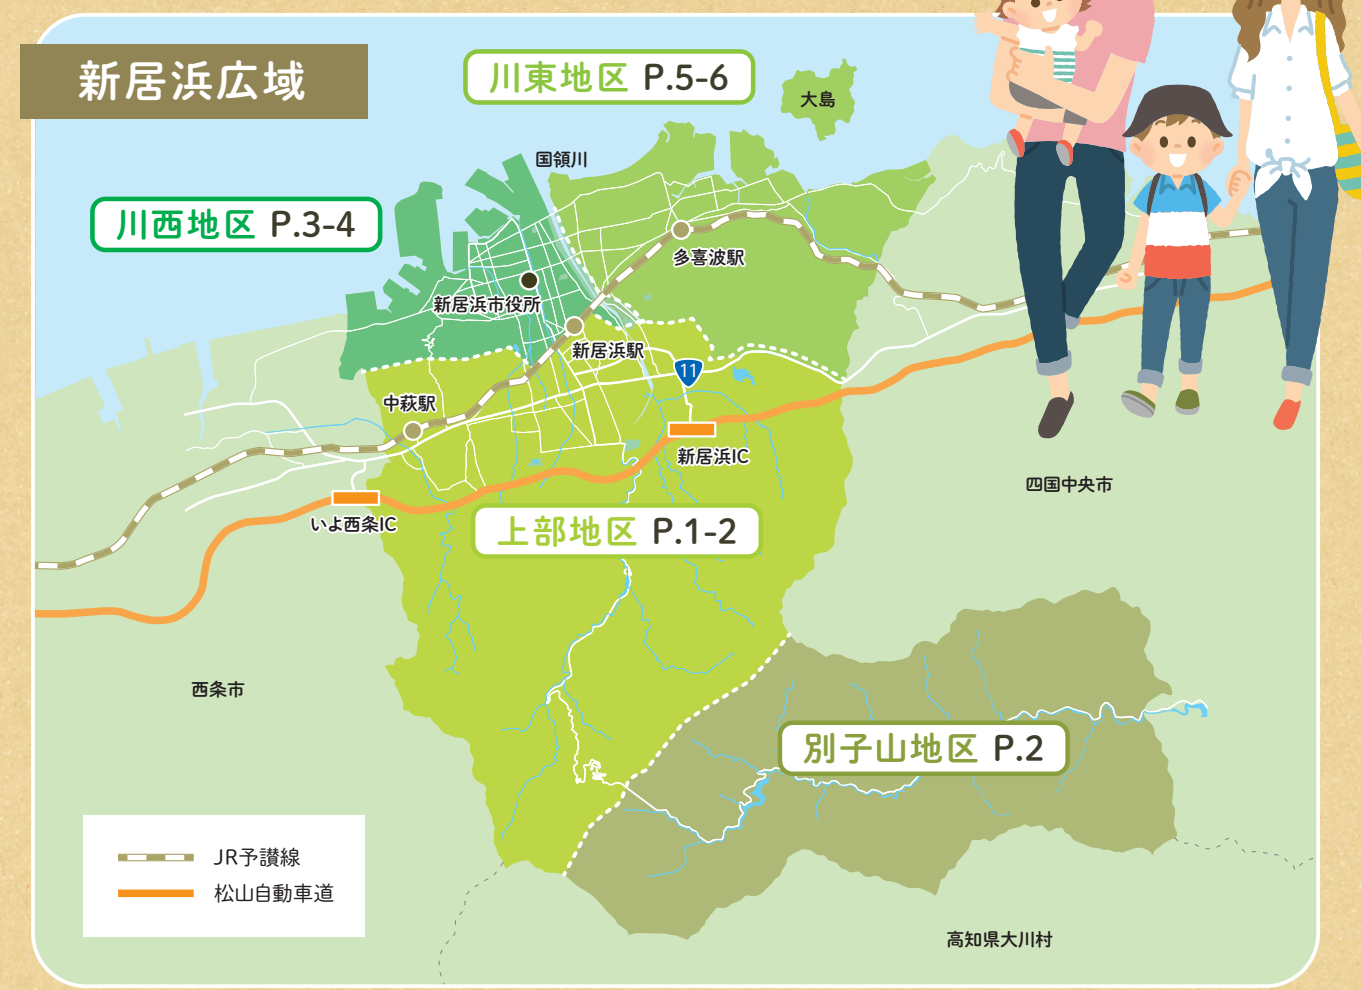 新居浜広域
川東地区 P.5-6
大島
国領川
川西地区 P.3-4
多喜波駅
新居浜市役所
新居浜駅
11
中萩駅
新居浜IC
四国中央市
いよ西条IC
上部地区 P.1-2
西条市
別子山地区 P.2
JR予讃線
松山自動車道
高知県大川村